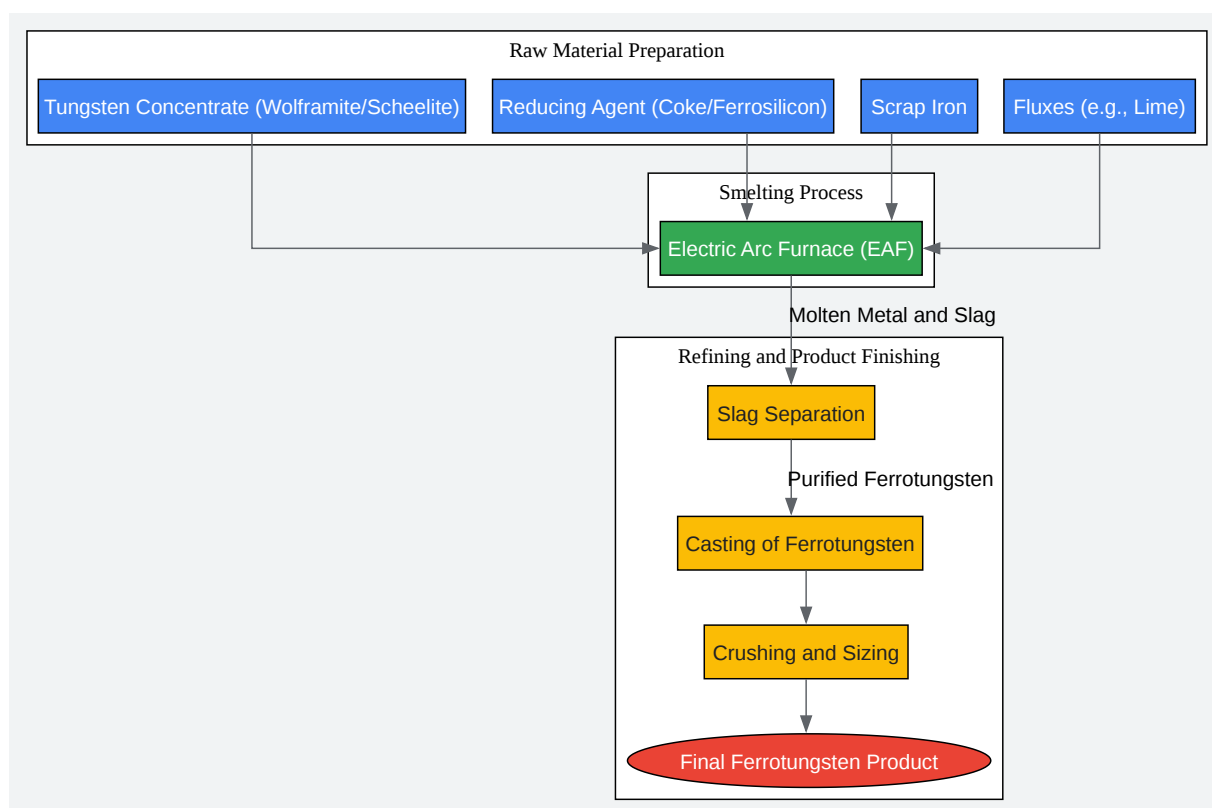 Raw Material Preparation
Tungsten Concentrate (Wolframite/Scheelite)
Reducing Agent (Coke/Ferrosilicon)
Scrap Iron
Fluxes (e.g., Lime)
Smelting Process
Electric Arc Furnace (EAF)
Molten Metal and Slag
Refining and Product Finishing
Slag Separation
Purified Ferrotungsten
Casting of Ferrotungsten
Crushing and Sizing
Final Ferrotungsten Product